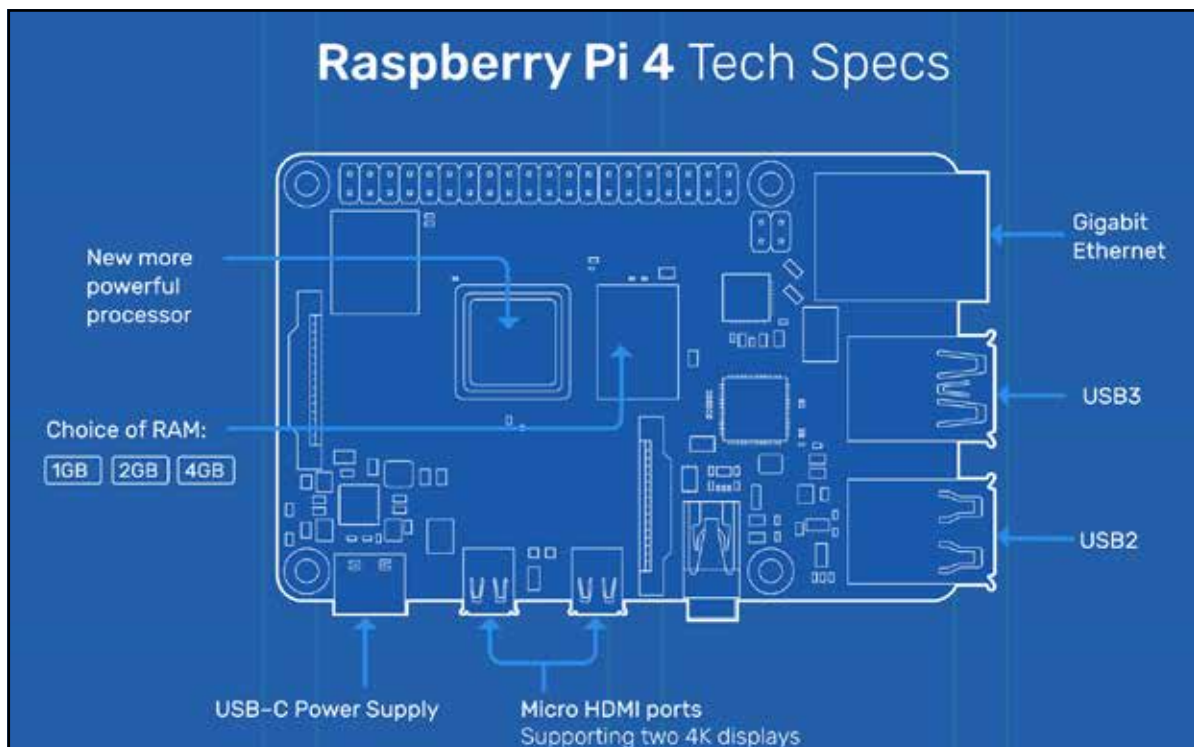 Raspberry Pi 4 Tech Specs
New more
powerful
processor
Gigabit
Ethernet
USB3
Choice of RAM:
1GB 2GB 4GB
USB2
USB-C Power Supply
Micro HDMI ports
Supporting two 4K displays